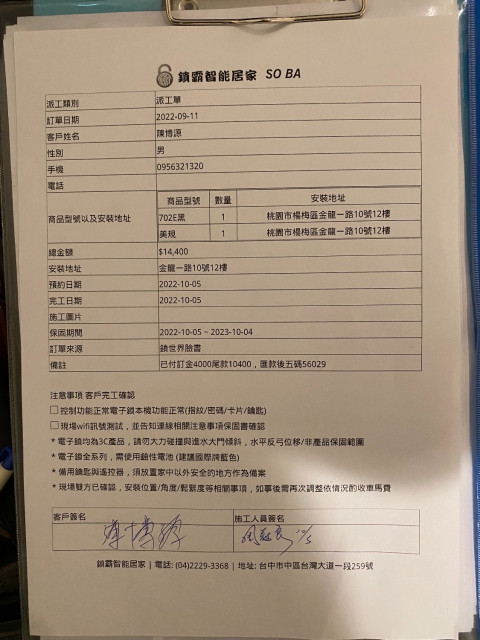 鎖霸智能居家 SO BA
派工類別 派工單
訂單日期 2022-09-11
客戶姓名 陳博源
性別 男
手機 0956321320
電話
商品型號以及安裝地址
商品型號 數量 安裝地址
702E黑 1 桃園市楊梅區金龍一路10號12樓
美規 1 桃園市楊梅區金龍一路10號12樓
總金額 $14,400
安裝地址 金龍一路10號12樓
預約日期 2022-10-05
完工日期 2022-10-05
施工圖片
保固期間 2022-10-05 ~ 2023-10-04
訂單來源 鎖世界臉書
備註 已付訂金4000尾款10400，匯款後五碼56029
注意事項 客戶完工確認
☐ 控制功能正常電子鎖本機功能正常(指紋/密碼/卡片/鑰匙)
☐ 現場wifi訊號測試，並告知連線相關注意事項保固書確認
* 電子鎖均為3C產品，請勿大力碰撞與進水大門傾斜，水平反弓位移/非產品保固範圍
* 電子鎖全系列，需使用鹼性電池 (建議國際牌藍色)
* 備用鑰匙與遙控器，須放置家中以外安全的地方作為備案
* 現場雙方已確認，安裝位置/角度/鬆緊度等相關事項，如事後需再次調整依情況酌收車馬費
客戶簽名 施工人員簽名
陳博源 10/5
鎖霸智能居家 | 電話: (04)2229-3368 | 地址: 台中市中區台灣大道一段259號